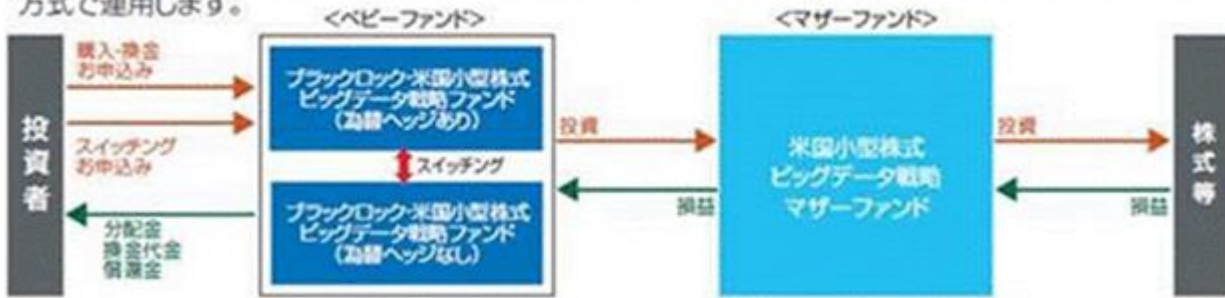 方式で運用します。
<ベビーファンド>
<マザーファンド>
投資者
購入・換金
お申込み
スイッチング
お申込み
分配金
換金代金
償還金
ブラックロック・米国小型株式
ビッグデータ戦略ファンド
(為替ヘッジあり)
スイッチング
ブラックロック・米国小型株式
ビッグデータ戦略ファンド
(為替ヘッジなし)
投資
損益
米国小型株式
ビッグデータ戦略
マザーファンド
投資
損益
株式等